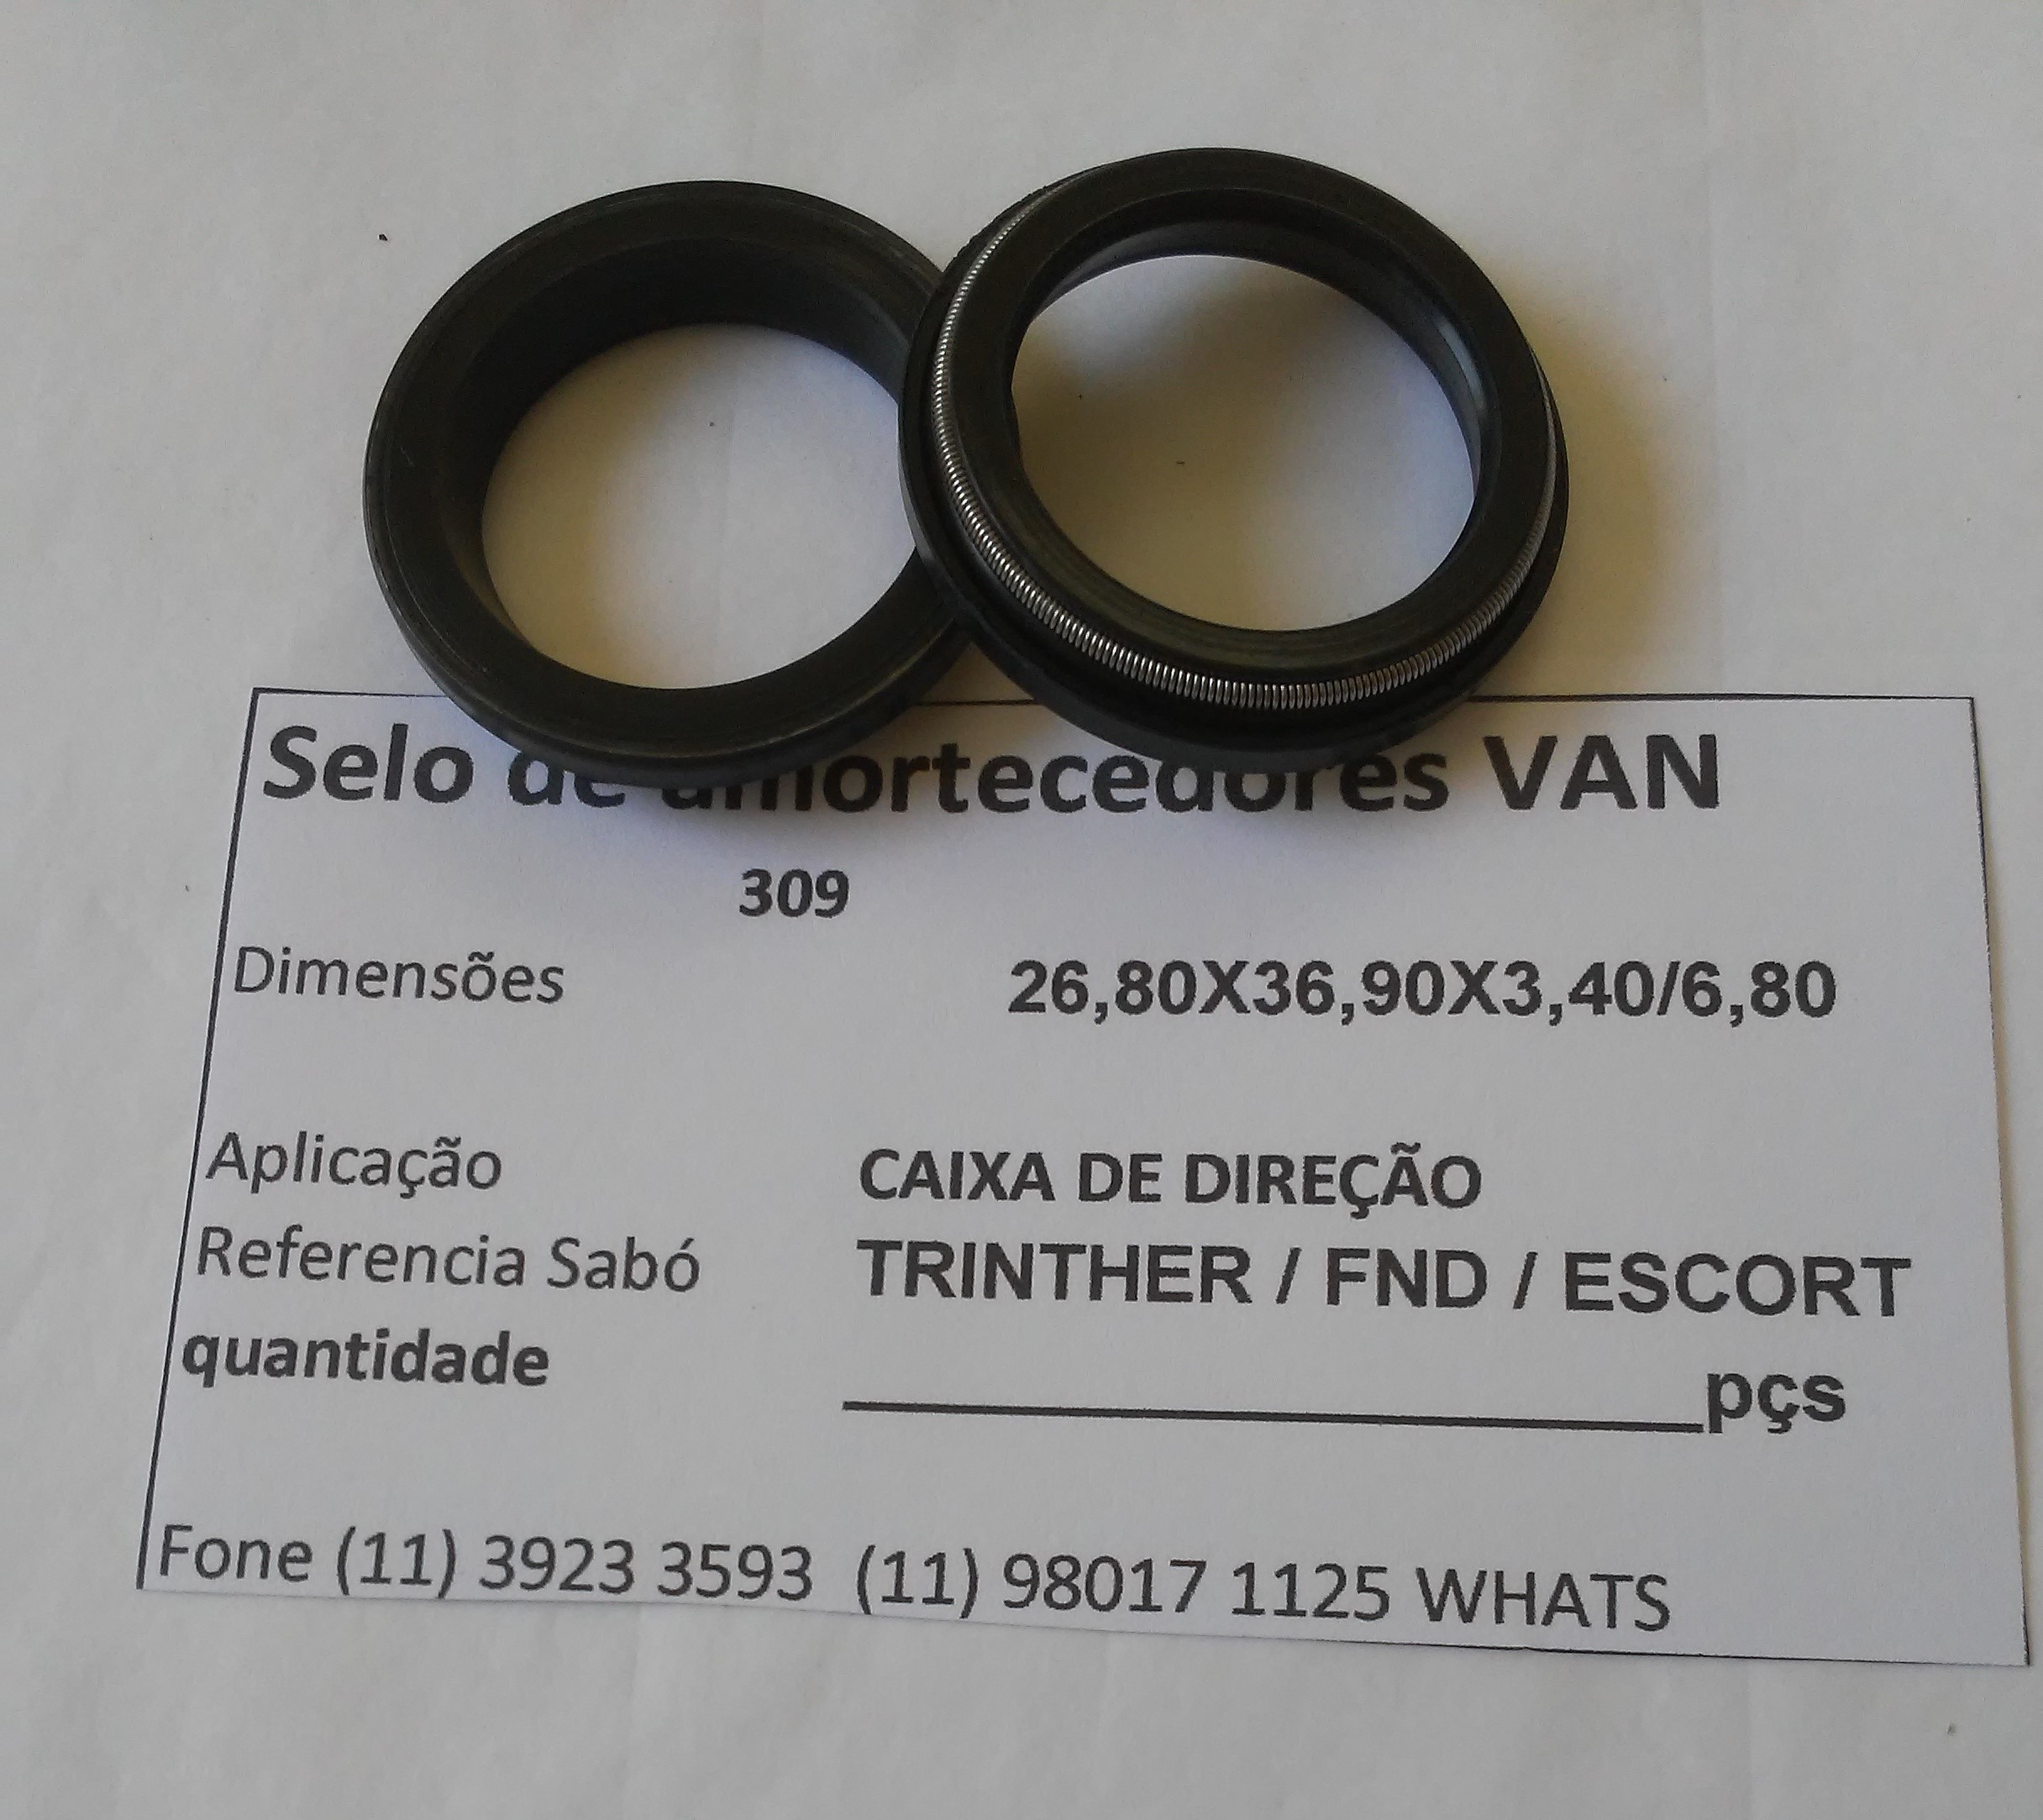 Selo de amortecedores VAN
309
Dimensões 26,80X36,90X3,40/6,80
Aplicação CAIXA DE DIREÇÃO
Referencia Sabó TRINTHER / FND / ESCORT
quantidade ____________________pçs
Fone (11) 3923 3593 (11) 98017 1125 WHATS